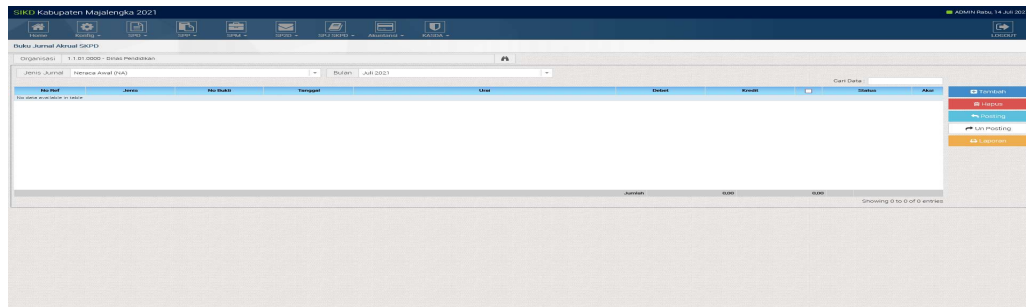 SIKD Kabupaten Majalengka 2021
ADMIN Rabu, 14 Juli 202
Home Konfig SPD SPP SPM SP2D SPJ SKPD Akuntansi KASDA LOGOUT
Buku Jurnal Akrual SKPD
Organisasi 1.1.01.0000 - Dinas Pendidikan
Jenis Jurnal Neraca Awal (NA) Bulan Juli 2021
Cari Data :
No Ref Jenis No Bukti Tanggal Urai Debet Kredit Status Aksi
No data available in table
Tambah
Hapus
Posting
Un Posting
Laporan
Jumlah 0,00 0,00
Showing 0 to 0 of 0 entries